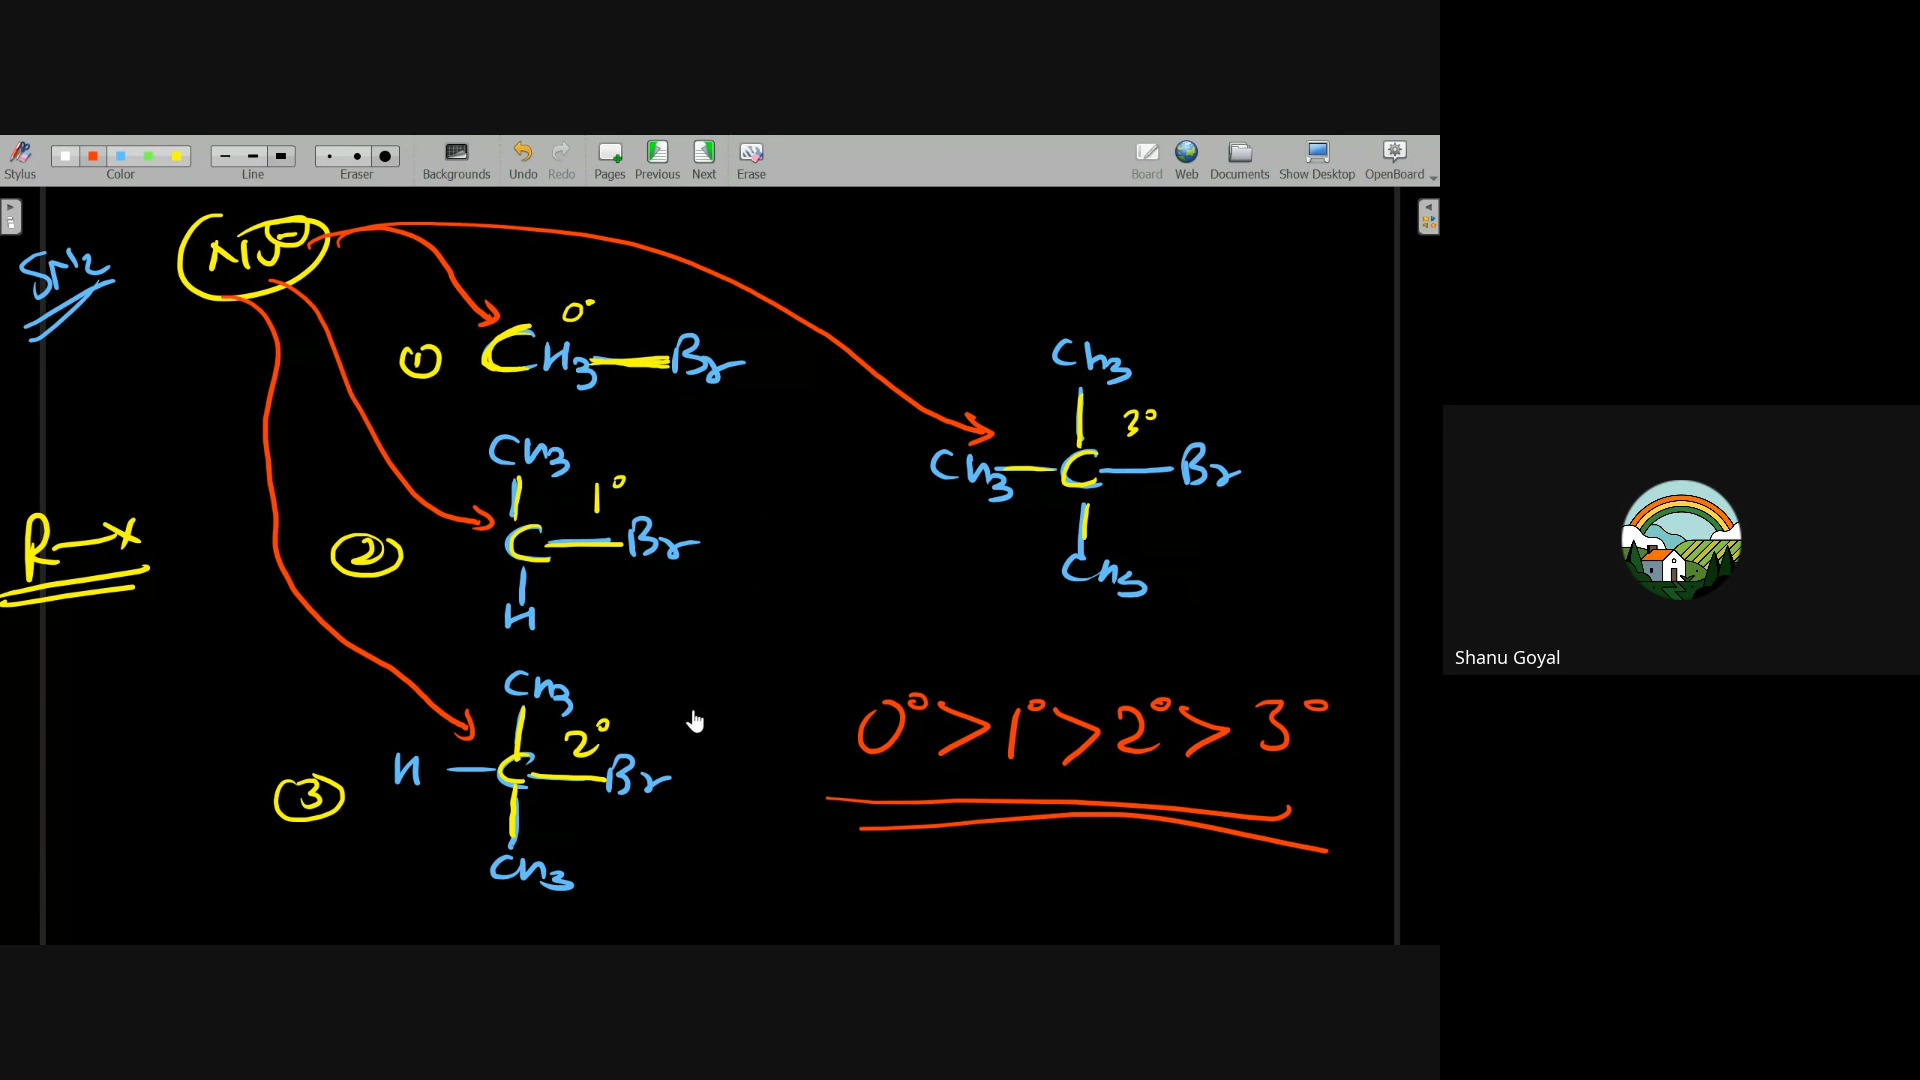 Stylus
Color
Line
Eraser
Backgrounds
Undo
Redo
Pages
Previous
Next
Erase
Board
Web
Documents
Show Desktop
OpenBoard
SN2
Nu⊖
0°
① CH3—Br
CH3
1°
② C—Br
H
CH3
2°
③ H—C—Br
CH3
CH3
3°
CH3—C—Br
CH3
R—X
0°>1°>2°>3°
Shanu Goyal